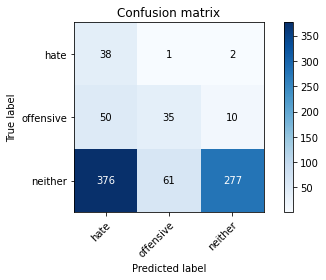 Confusion matrix
True label
hate
offensive
neither
38 1 2
50 35 10
376 61 277
hate offensive neither
Predicted label
350
300
250
200
150
100
50